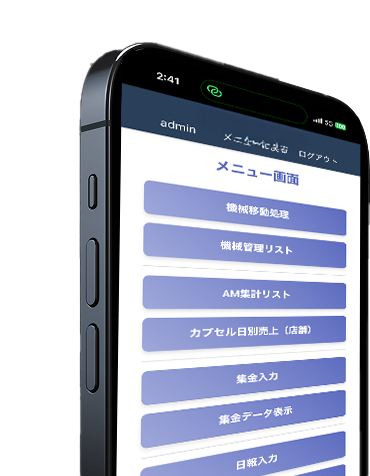 2:41
5G 100
admin メニューに戻る ログアウト
メニュー画面
機械移動処理
機械管理リスト
AM集計リスト
カプセル日別売上（店舗）
集金入力
集金データ表示
日報入力